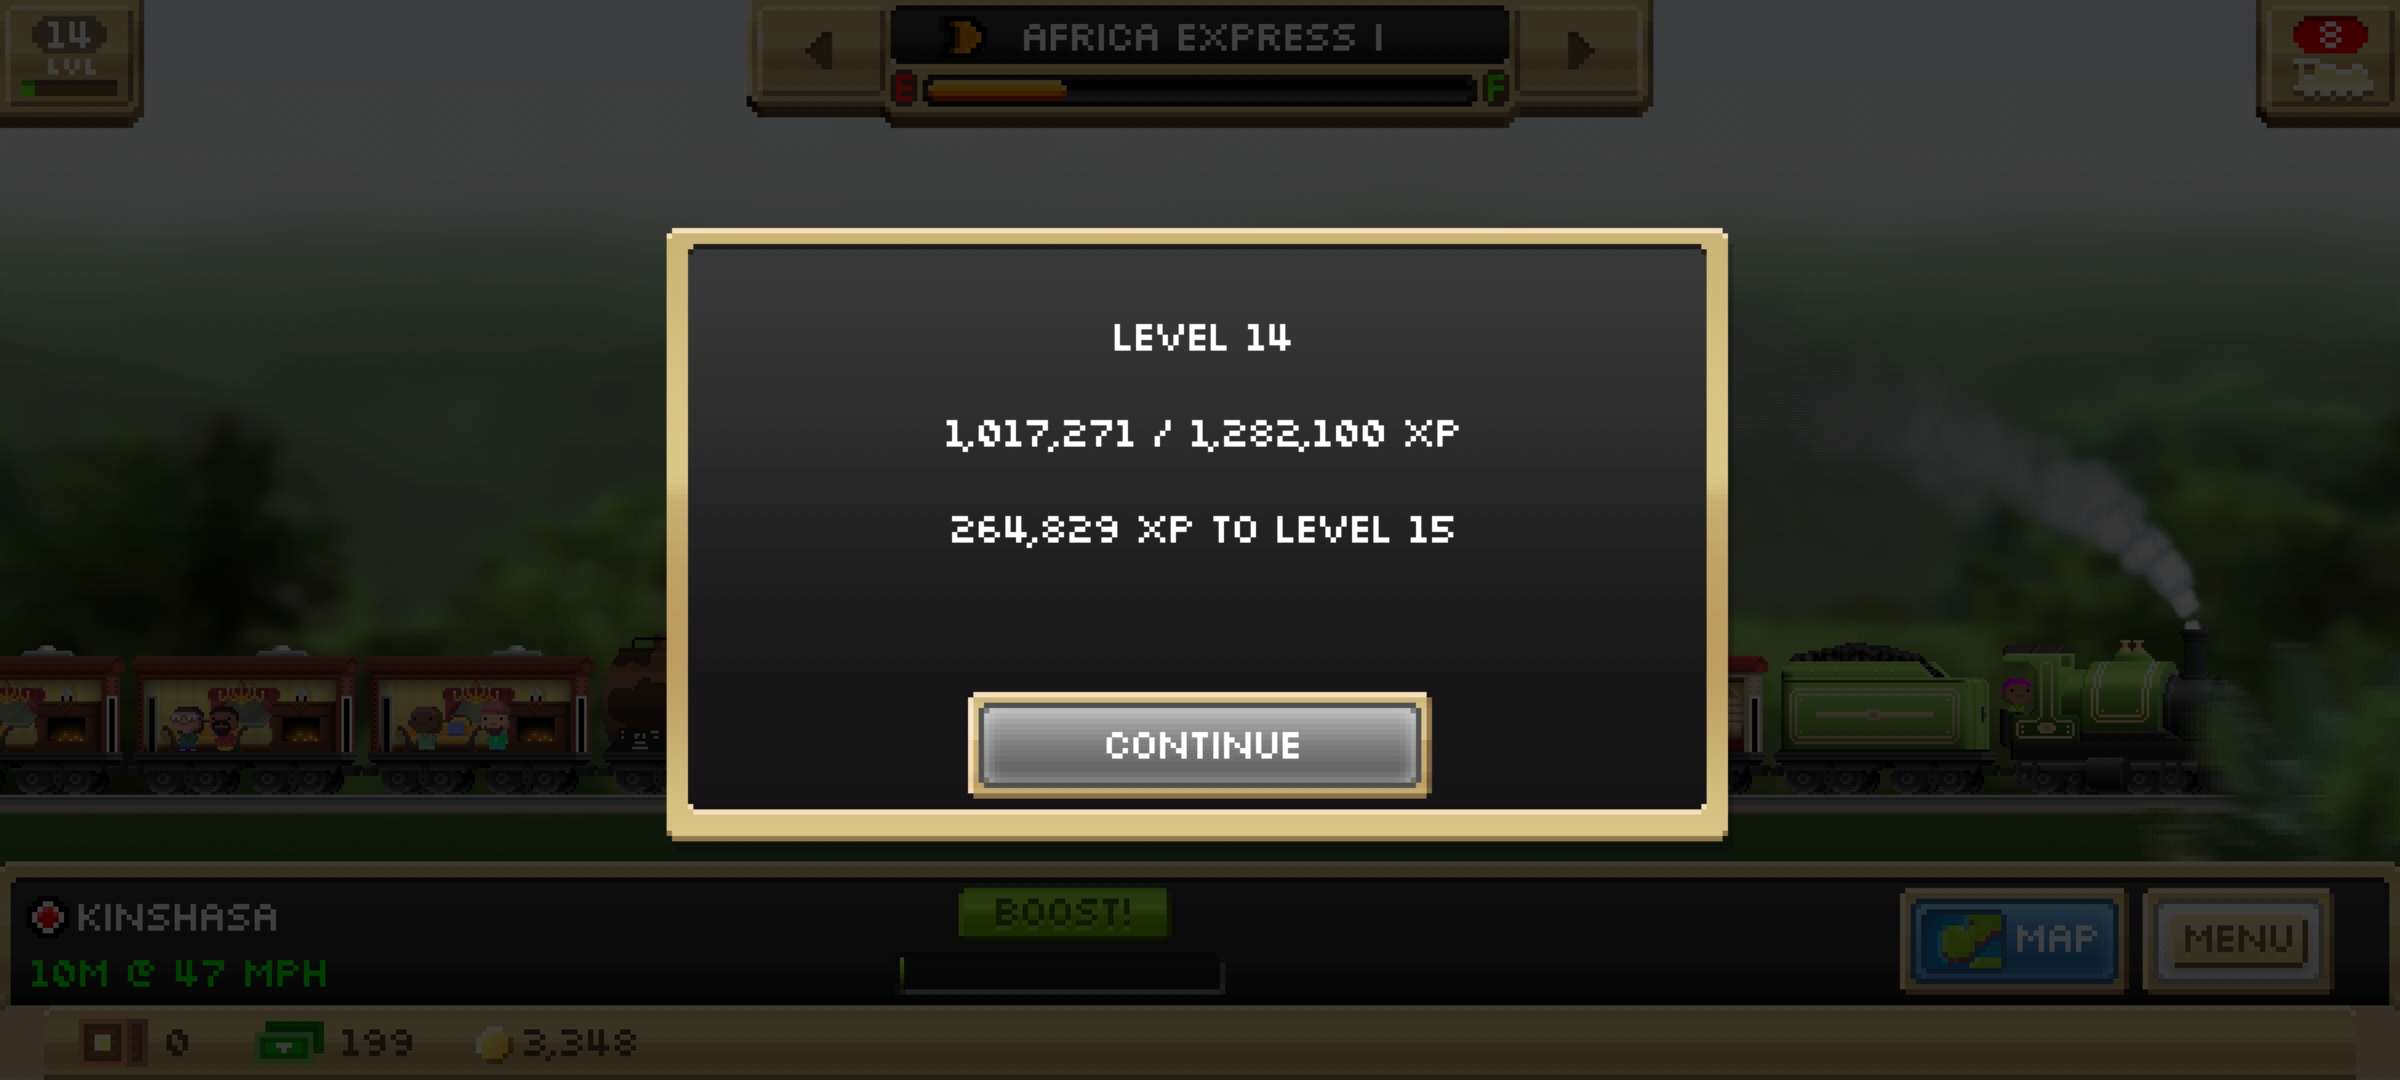 14
LVL
AFRICA EXPRESS I
E F
8
LEVEL 14
1,017,271 / 1,282,100 XP
264,829 XP TO LEVEL 15
CONTINUE
KINSHASA
10M @ 47 MPH
BOOST!
MAP
MENU
0 199 3,348